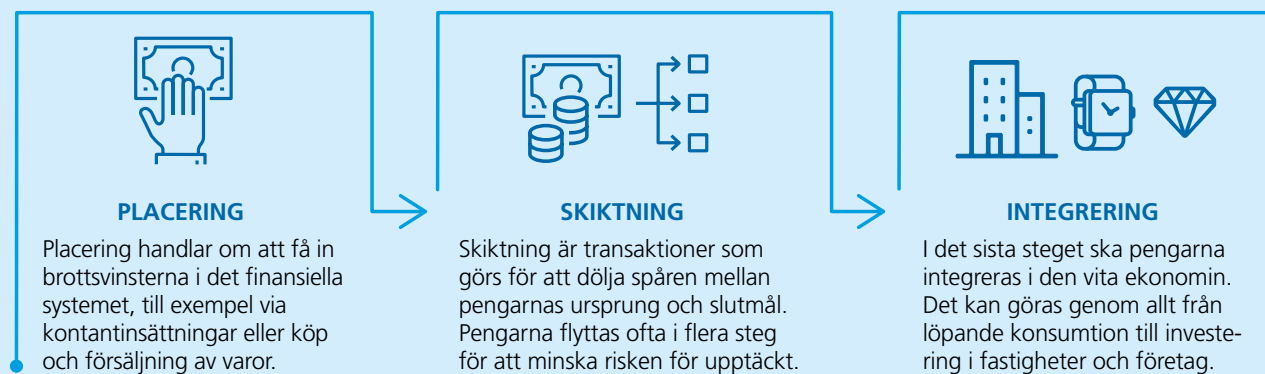 PLACERING
Placering handlar om att få in
brottsvinsterna i det finansiella
systemet, till exempel via
kontantinsättningar eller köp
och försäljning av varor.
SKIKTNING
Skiktning är transaktioner som
görs för att dölja spåren mellan
pengarnas ursprung och slutmål.
Pengarna flyttas ofta i flera steg
för att minska risken för upptäckt.
INTEGRERING
I det sista steget ska pengarna
integreras i den vita ekonomin.
Det kan göras genom allt från
löpande konsumtion till investe-
ring i fastigheter och företag.